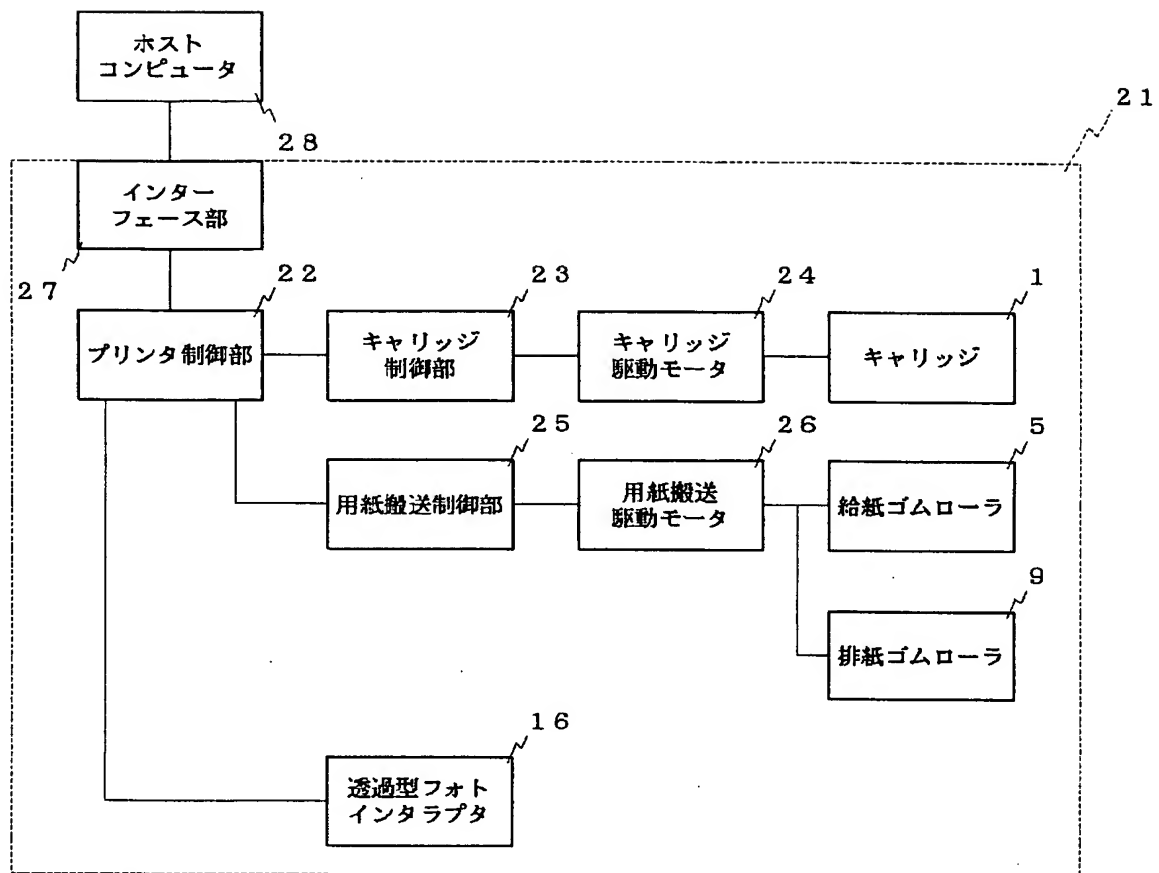 ホスト
コンピュータ
21
28
インター
フェース部
27
22
23
24
1
プリンタ制御部
キャリッジ
制御部
キャリッジ
駆動モータ
キャリッジ
25
26
5
用紙搬送制御部
用紙搬送
駆動モータ
給紙ゴムローラ
9
排紙ゴムローラ
16
透過型フォト
インタラプタ